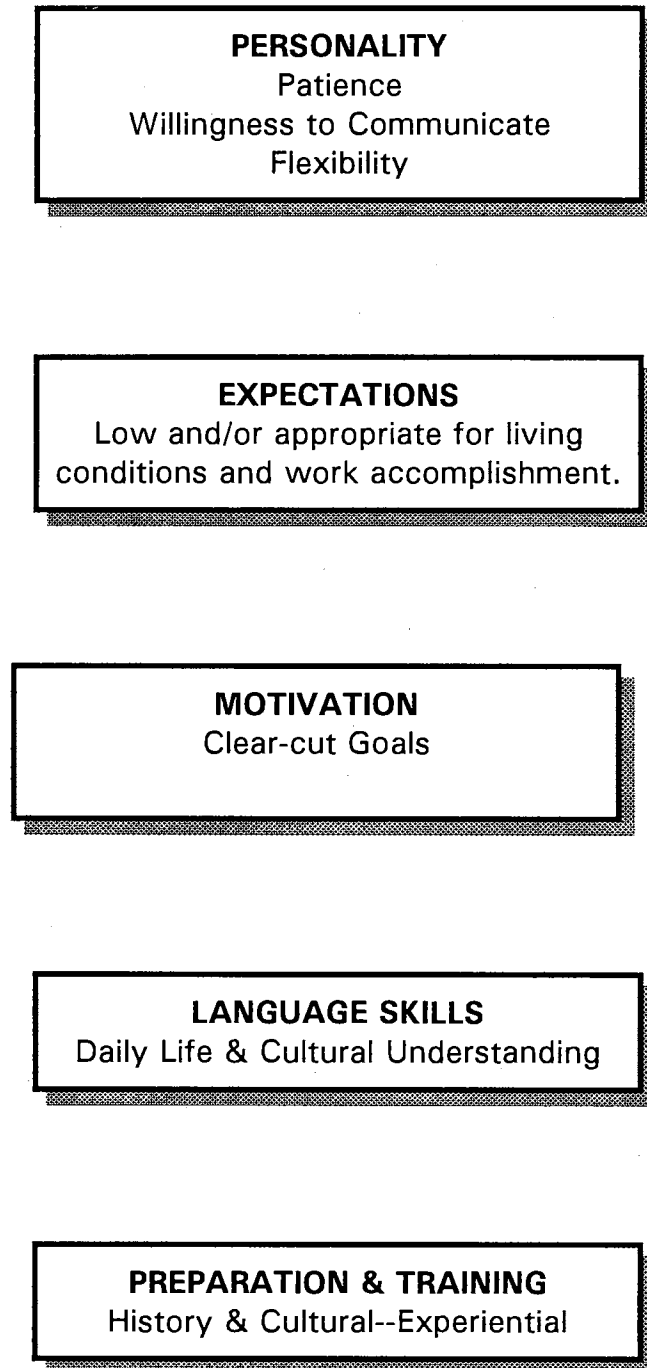 PERSONALITY
Patience
Willingness to Communicate
Flexibility
EXPECTATIONS
Low and/or appropriate for living
conditions and work accomplishment.
MOTIVATION
Clear-cut Goals
LANGUAGE SKILLS
Daily Life & Cultural Understanding
PREPARATION & TRAINING
History & Cultural--Experiential